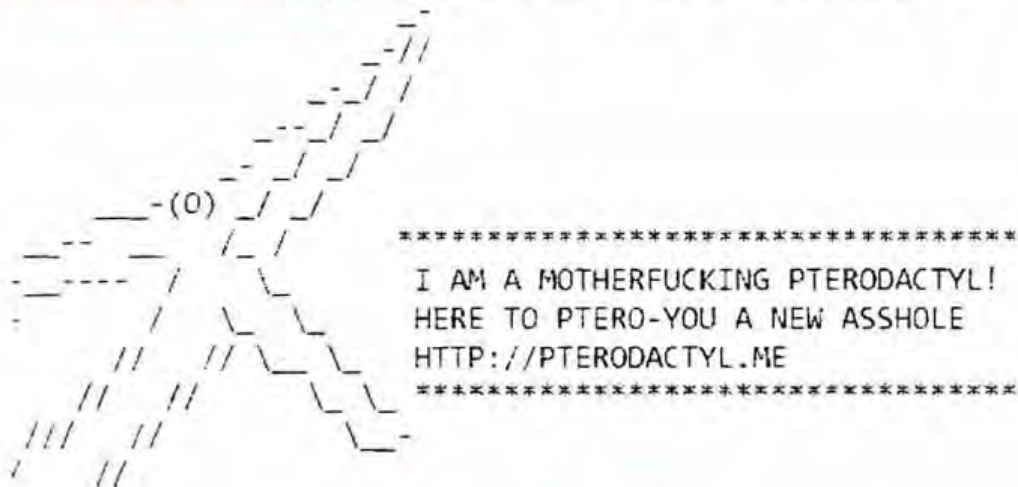 *********************************
I AM A MOTHERFUCKING PTERODACTYL!
HERE TO PTERO-YOU A NEW ASSHOLE
HTTP://PTERODACTYL.ME
*********************************